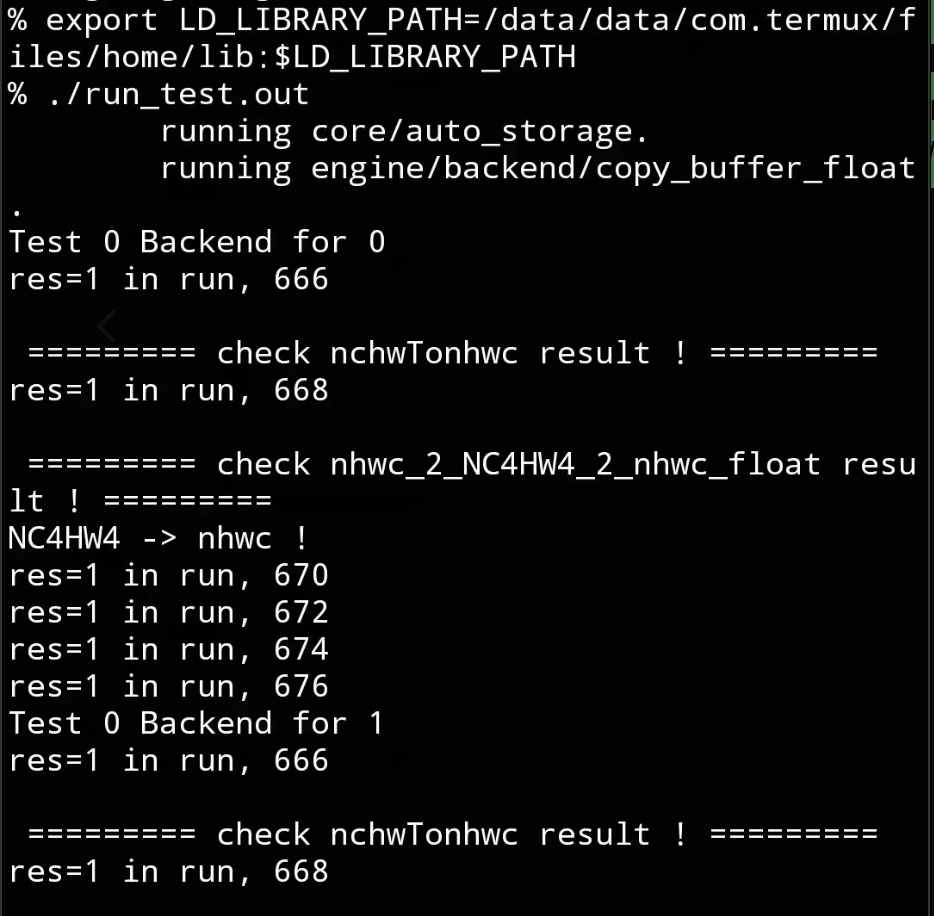 % export LD_LIBRARY_PATH=/data/data/com.termux/f
iles/home/lib:$LD_LIBRARY_PATH
% ./run_test.out
        running core/auto_storage.
        running engine/backend/copy_buffer_float
.
Test 0 Backend for 0
res=1 in run, 666

 ========= check nchwTonhwc result ! =========
res=1 in run, 668

 ========= check nhwc_2_NC4HW4_2_nhwc_float resu
lt ! =========
NC4HW4 -> nhwc !
res=1 in run, 670
res=1 in run, 672
res=1 in run, 674
res=1 in run, 676
Test 0 Backend for 1
res=1 in run, 666

 ========= check nchwTonhwc result ! =========
res=1 in run, 668